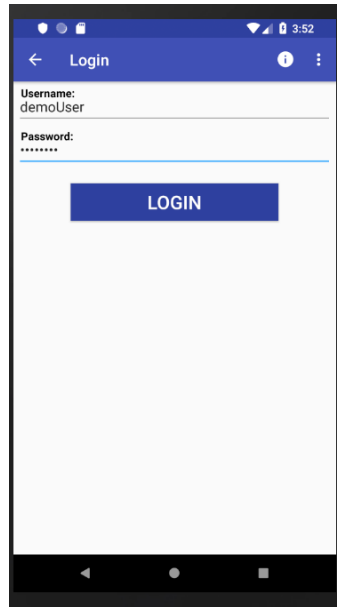 3:52
Login
Username:
demoUser
Password:
••••••••
LOGIN